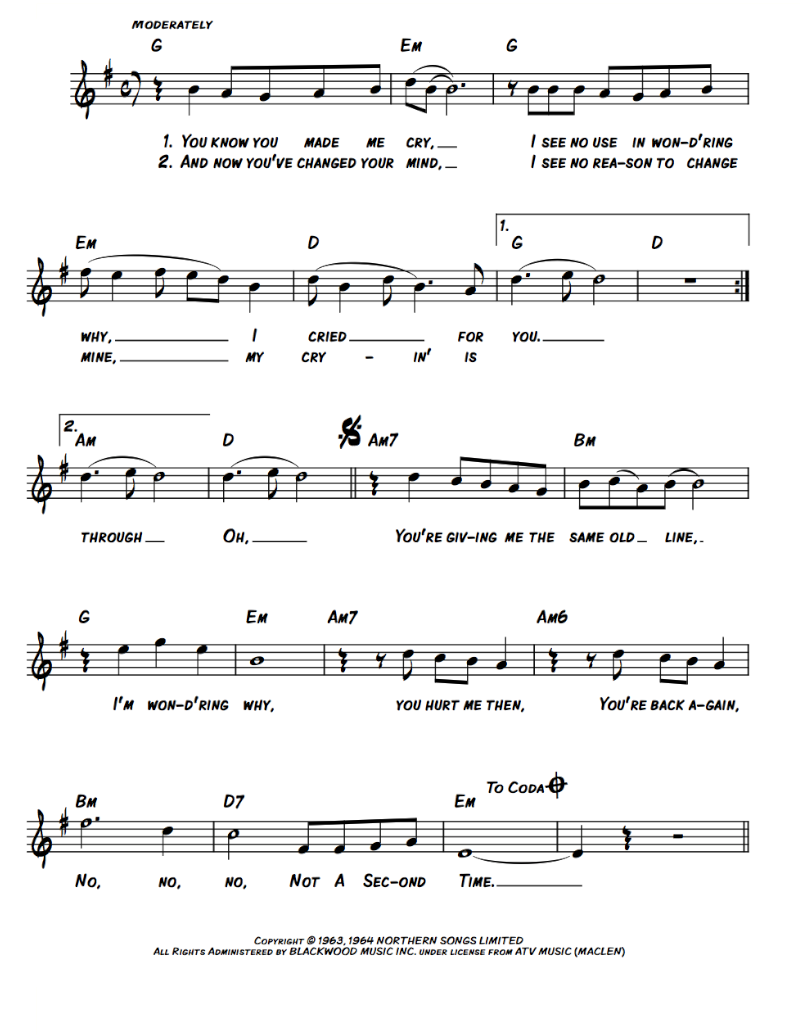 Moderately
G Em G
1. You know you made me cry, I see no use in won-d'ring
2. And now you've changed your mind, I see no rea-son to change
Em D 1. G D
why, I cried for you.
mine, my cry - in' is
2. Am D Am7 Bm
through Oh, You're giv-ing me the same old line,
G Em Am7 Am6
I'm won-d'ring why, you hurt me then, You're back a-gain,
To Coda
Bm D7 Em
No, no, no, Not A Sec-ond Time.
Copyright © 1963, 1964 NORTHERN SONGS LIMITED
All Rights Administered by BLACKWOOD MUSIC INC. under license from ATV MUSIC (MACLEN)